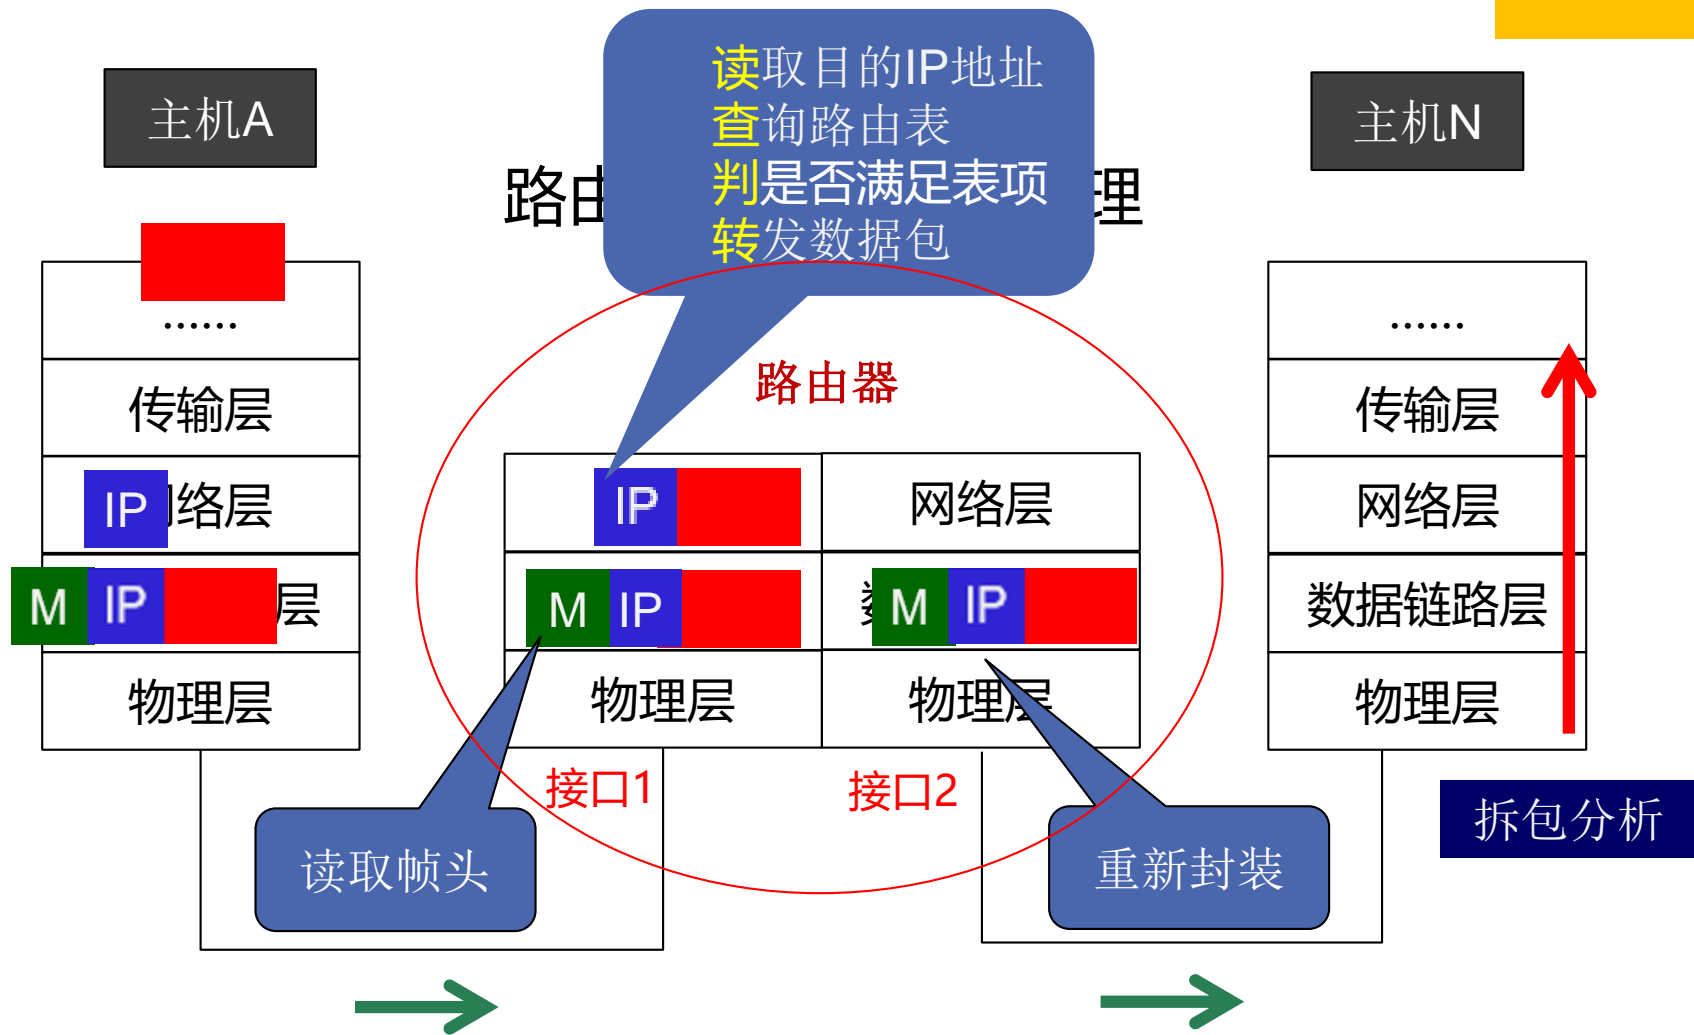 读取目的IP地址
查询路由表
判是否满足表项
转发数据包
主机A
主机N
路由
理
......
传输层
IP
络层
M IP
层
物理层
路由器
IP
网络层
M IP
M IP
物理层
物理层
接口1
接口2
读取帧头
重新封装
......
传输层
网络层
数据链路层
物理层
拆包分析